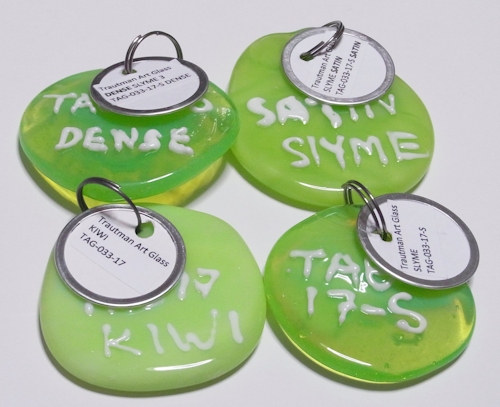 Trautman Art Glass
DENSE SLYME 3
TAG-033-17-S DENSE
DENSE
Trautman Art Glass
SLYME SATIN
TAG-033-17-S SATIN
SATIN
SLYME
Trautman Art Glass
KIWI
TAG-033-17
KIWI
Trautman Art Glass
SLYME
TAG-033-17-S
TAG
17-S